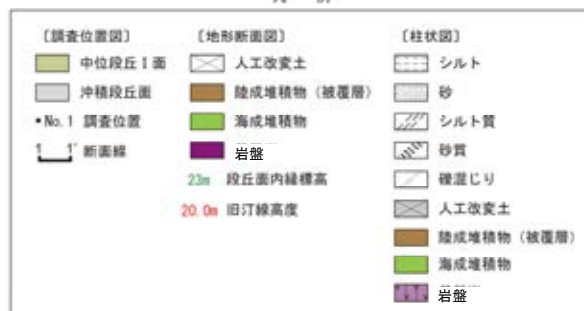 〔調査位置図〕
中位段丘Ⅰ面
沖積段丘面
•No.1 調査位置
1 1' 断面線
〔地形断面図〕
人工改変土
陸成堆積物（被覆層）
海成堆積物
岩盤
23m 段丘面内縁標高
20.0m 旧汀線高度
〔柱状図〕
シルト
砂
シルト質
砂質
礫混じり
人工改変土
陸成堆積物（被覆層）
海成堆積物
岩盤